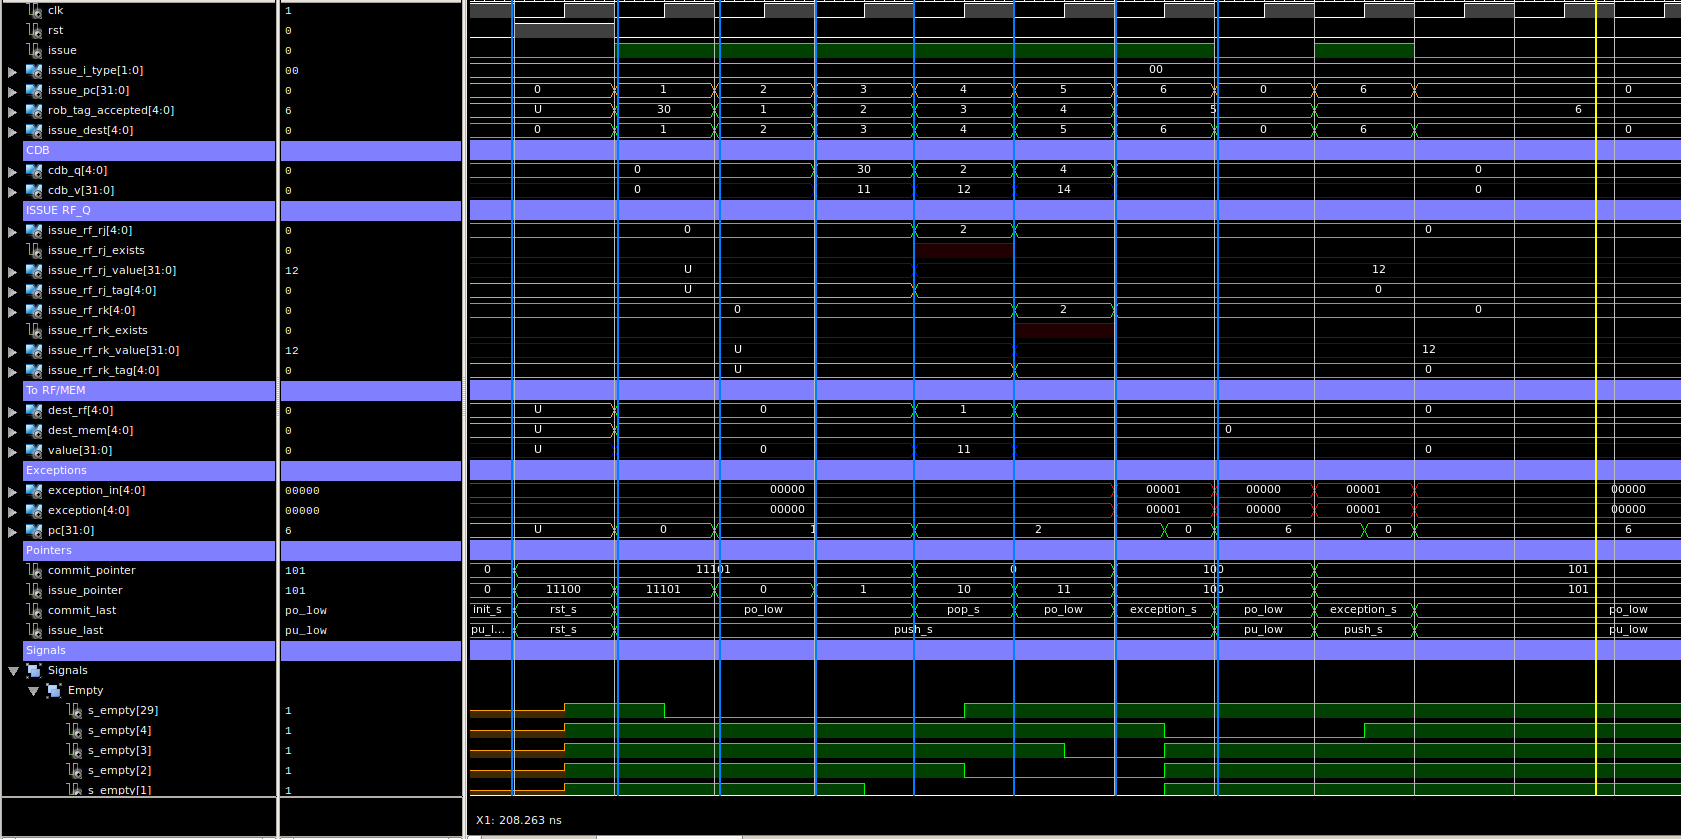 clk 1
rst 0
issue 0
issue_i_type[1:0] 00 00
issue_pc[31:0] 0 0 1 2 3 4 5 6 0 6 0
rob_tag_accepted[4:0] 6 U 30 1 2 3 4 5 6
issue_dest[4:0] 0 0 1 2 3 4 5 6 0 6 0
CDB
cdb_q[4:0] 0 0 30 2 4 0
cdb_v[31:0] 0 0 11 12 14 0
ISSUE RF_Q
issue_rf_rj[4:0] 0 0 2 0
issue_rf_rj_exists 0
issue_rf_rj_value[31:0] 12 U 12
issue_rf_rj_tag[4:0] 0 U 0
issue_rf_rk[4:0] 0 0 2 0
issue_rf_rk_exists 0
issue_rf_rk_value[31:0] 12 U 12
issue_rf_rk_tag[4:0] 0 U 0
To RF/MEM
dest_rf[4:0] 0 U 0 1 0
dest_mem[4:0] 0 U 0
value[31:0] 0 U 0 11 0
Exceptions
exception_in[4:0] 00000 00000 00001 00000 00001 00000
exception[4:0] 00000 00000 00001 00000 00001 00000
pc[31:0] 6 U 0 1 2 0 6 0 6
Pointers
commit_pointer 101 0 11101 0 100 101
issue_pointer 101 0 11100 11101 0 1 10 11 100 101
commit_last po_low init_s rst_s po_low pop_s po_low exception_s po_low exception_s po_low
issue_last pu_low pu_l... rst_s push_s pu_low push_s pu_low
Signals
Signals
Empty
s_empty[29] 1
s_empty[4] 1
s_empty[3] 1
s_empty[2] 1
s_empty[1] 1
X1: 208.263 ns